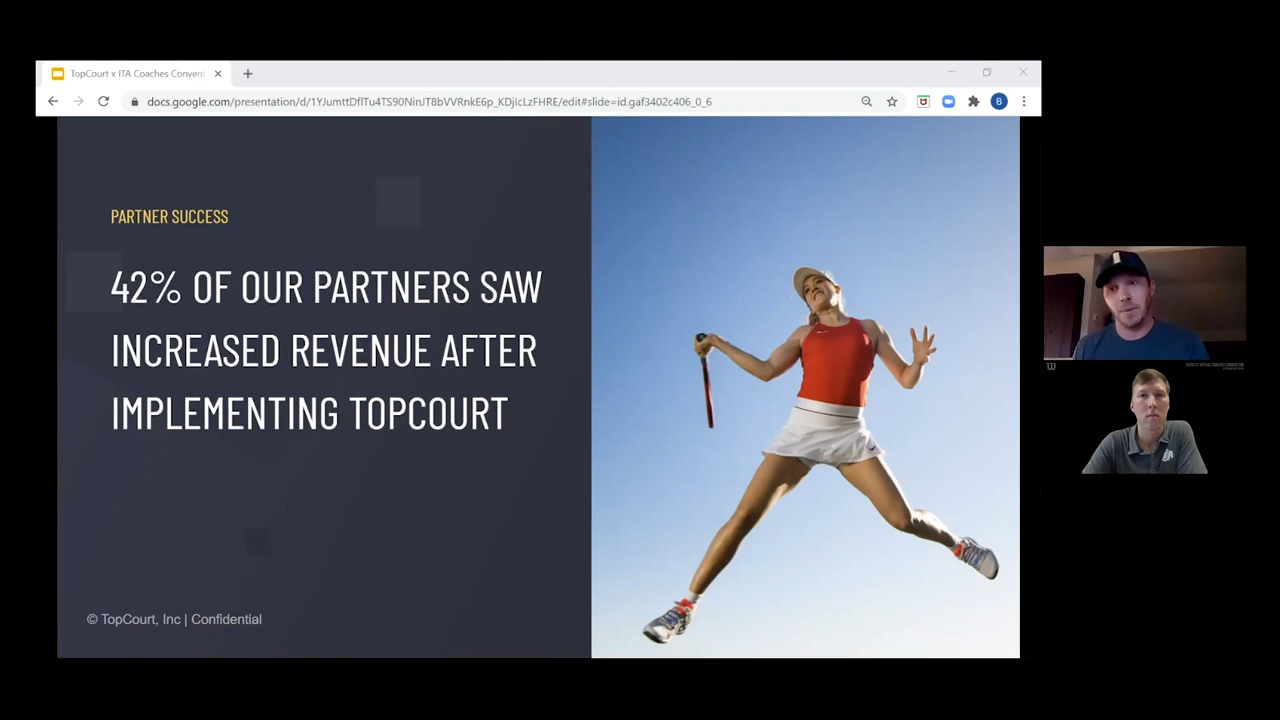 TopCourt x ITA Coaches Convent
docs.google.com/presentation/d/1YJumttDflTu4TS90NinJT8bVVRnkE6p_KDjIcLzFHRE/edit#slide=id.gaf3402c406_0_6
B
PARTNER SUCCESS
42% OF OUR PARTNERS SAW
INCREASED REVENUE AFTER
IMPLEMENTING TOPCOURT
© TopCourt, Inc | Confidential